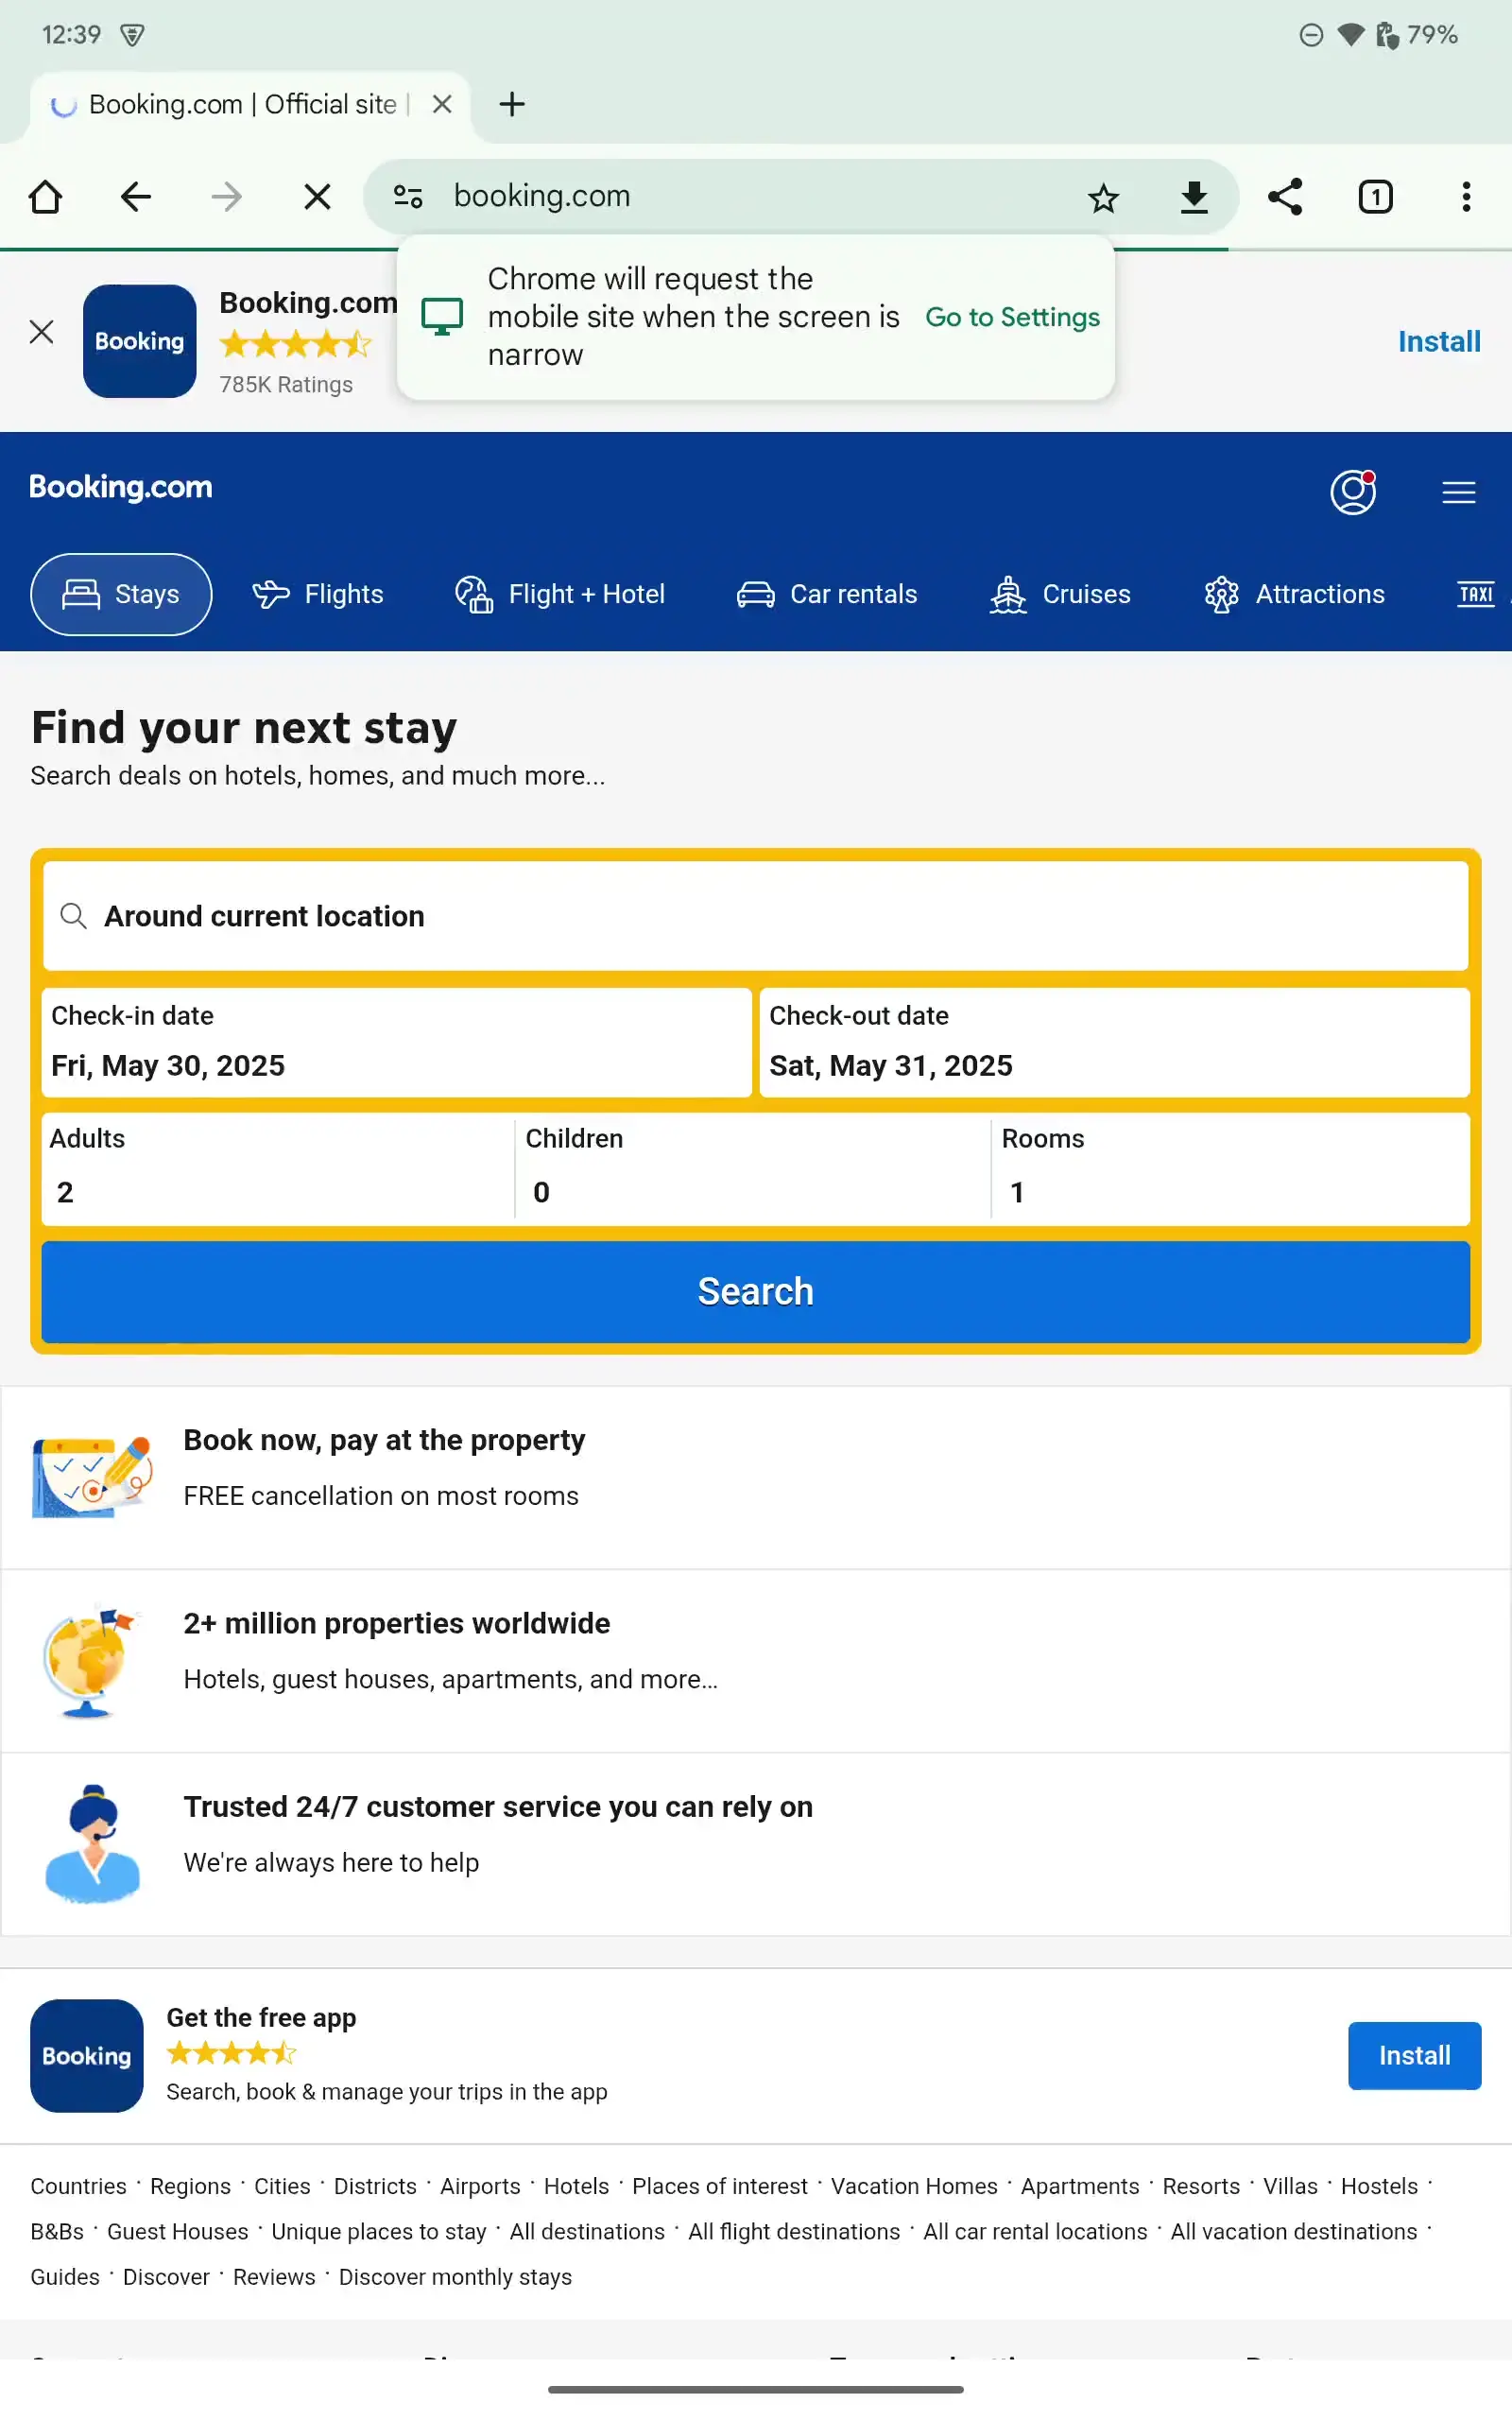 12:39
79%
Booking.com | Official site |
booking.com
1
Chrome will request the
mobile site when the screen is
narrow
Go to Settings
Booking
Booking.com
785K Ratings
Install
Booking.com
Stays
Flights
Flight + Hotel
Car rentals
Cruises
Attractions
TAXI
Find your next stay
Search deals on hotels, homes, and much more...
Around current location
Check-in date
Fri, May 30, 2025
Check-out date
Sat, May 31, 2025
Adults
2
Children
0
Rooms
1
Search
Book now, pay at the property
FREE cancellation on most rooms
2+ million properties worldwide
Hotels, guest houses, apartments, and more…
Trusted 24/7 customer service you can rely on
We're always here to help
Booking
Get the free app
Search, book & manage your trips in the app
Install
Countries · Regions · Cities · Districts · Airports · Hotels · Places of interest · Vacation Homes · Apartments · Resorts · Villas · Hostels ·
B&Bs · Guest Houses · Unique places to stay · All destinations · All flight destinations · All car rental locations · All vacation destinations ·
Guides · Discover · Reviews · Discover monthly stays